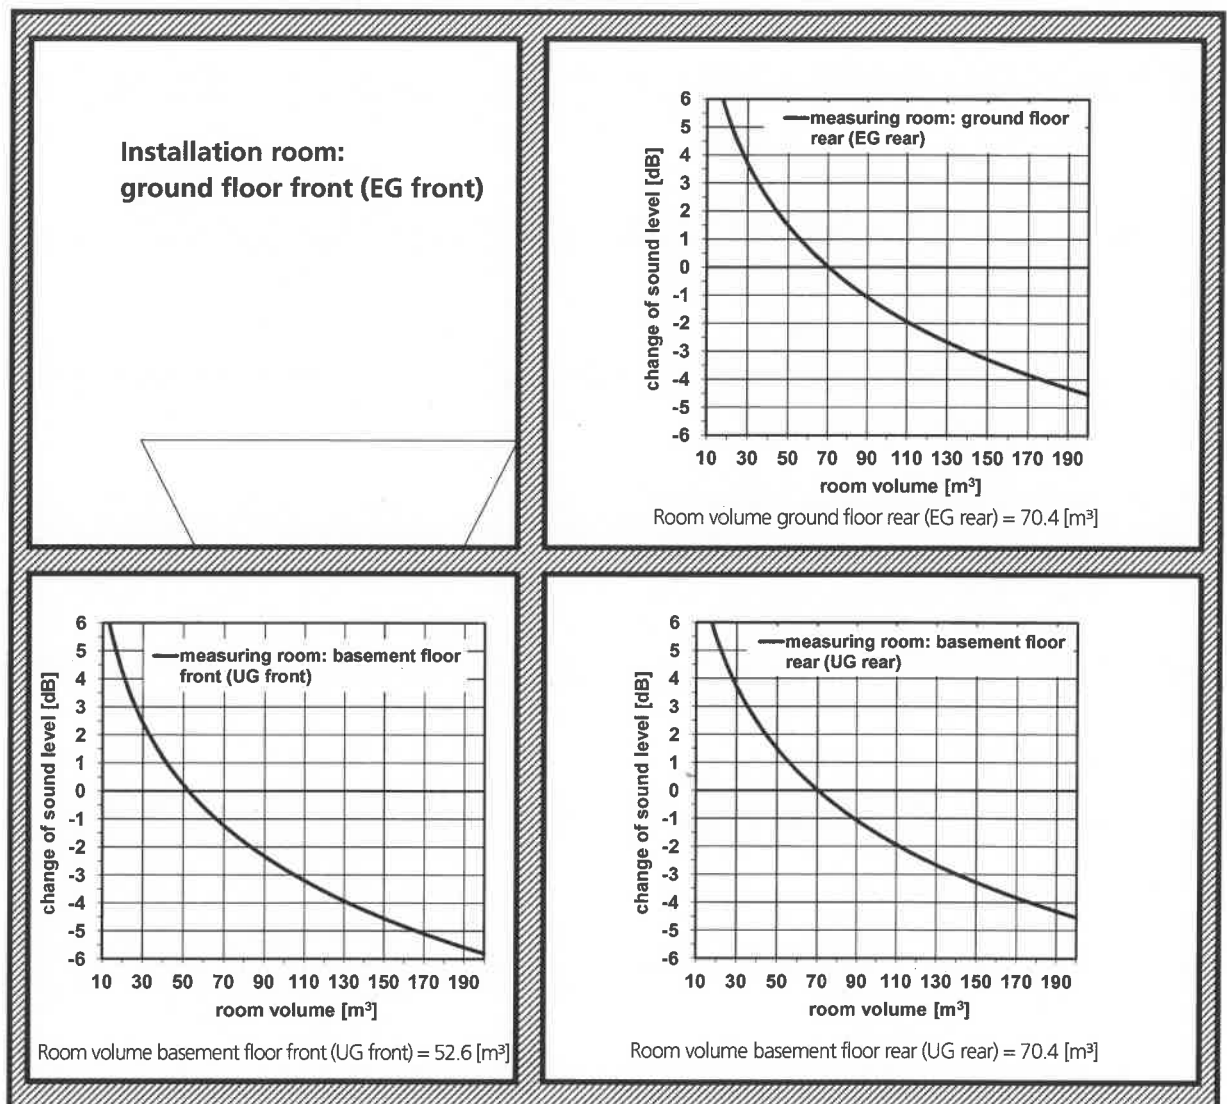 Installation room:
ground floor front (EG front)
measuring room: ground floor
rear (EG rear)
change of sound level [dB]
6
5
4
3
2
1
0
-1
-2
-3
-4
-5
-6
10 30 50 70 90 110 130 150 170 190
room volume [m³]
Room volume ground floor rear (EG rear) = 70.4 [m³]
measuring room: basement floor
front (UG front)
change of sound level [dB]
6
5
4
3
2
1
0
-1
-2
-3
-4
-5
-6
10 30 50 70 90 110 130 150 170 190
room volume [m³]
Room volume basement floor front (UG front) = 52.6 [m³]
measuring room: basement floor
rear (UG rear)
change of sound level [dB]
6
5
4
3
2
1
0
-1
-2
-3
-4
-5
-6
10 30 50 70 90 110 130 150 170 190
room volume [m³]
Room volume basement floor rear (UG rear) = 70.4 [m³]